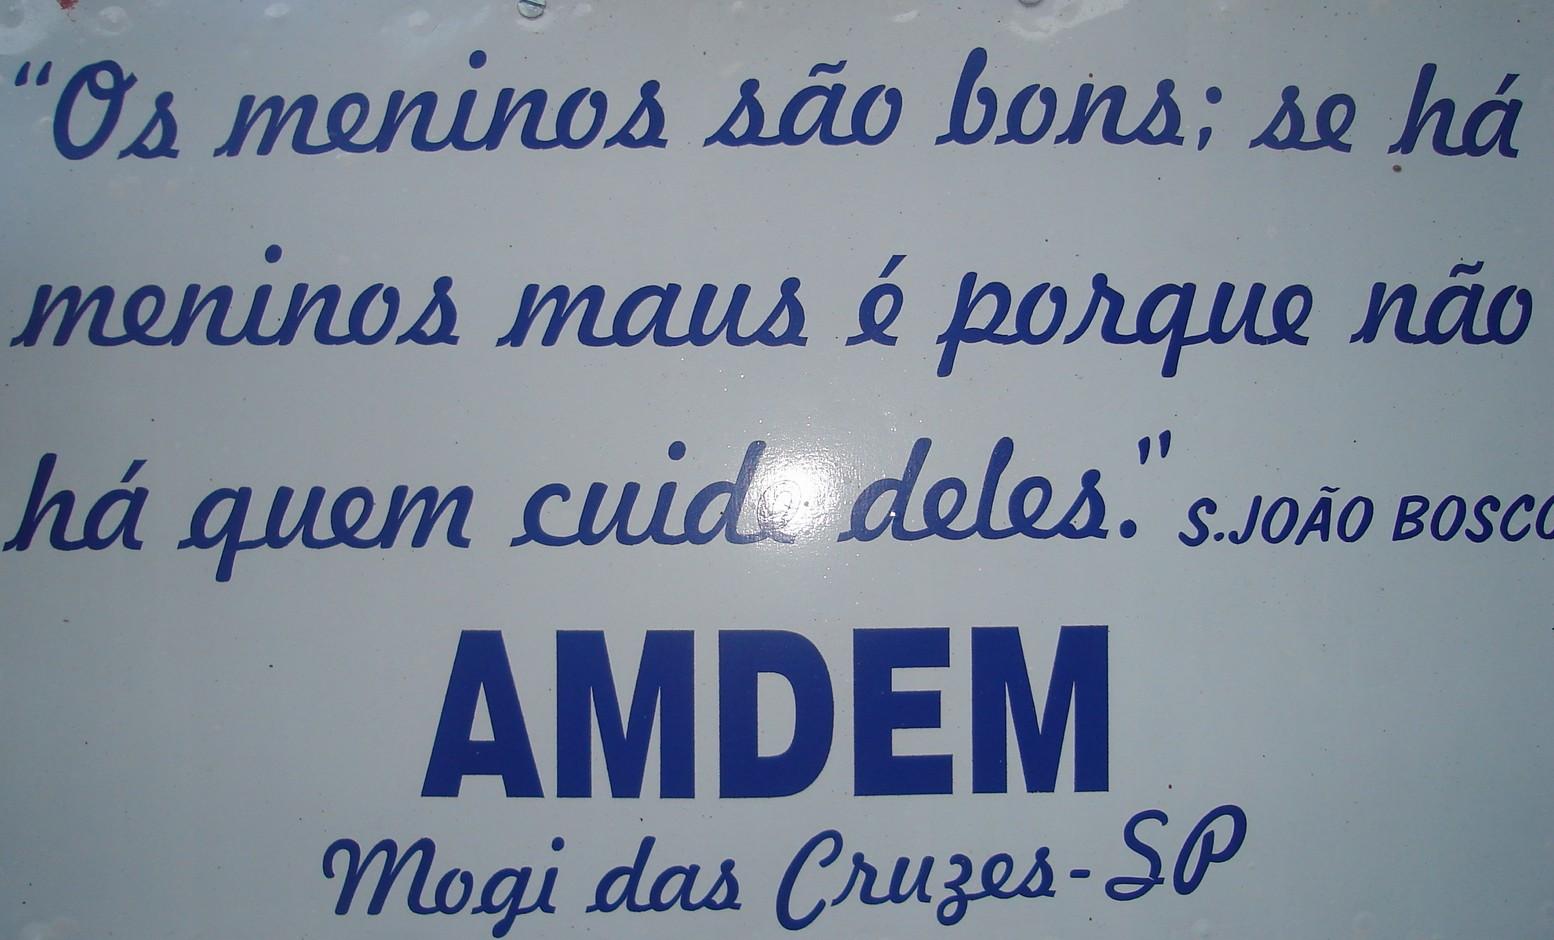 "Os meninos são bons; se há
meninos maus é porque não
há quem cuide deles." S.JOÃO BOSCO
AMDEM
Mogi das Cruzes-SP